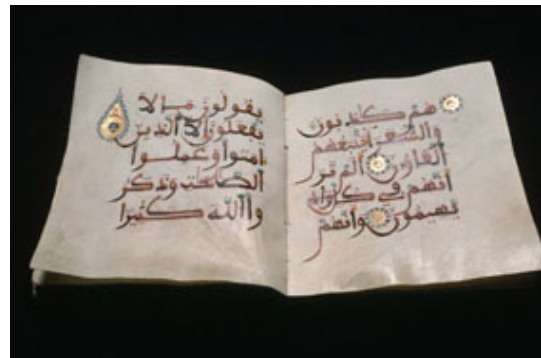 هم كذبون
والشعرا يتبعهم
الغاون الم تر
انهم في كل واد
يهيمون وانهم
يقولون ما لا
يفعلون الا الذين
امنوا وعملوا
الصلحت وذكر
وا الله كثيرا